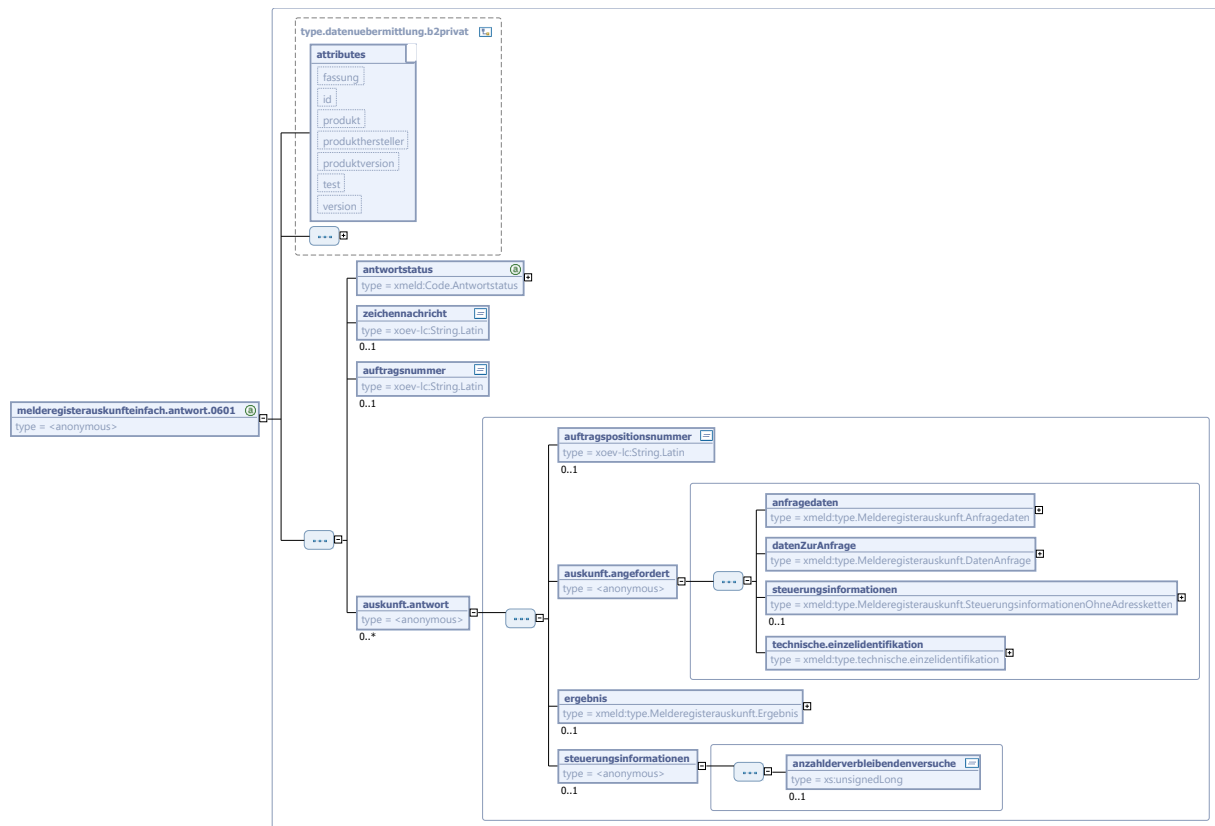 type.datenuebermittlung.b2privat
attributes
fassung
id
produkt
produkthersteller
produktversion
test
version
antwortstatus
type = xmeld:Code.Antwortstatus
zeichennachricht
type = xoev-lc:String.Latin
0..1
auftragsnummer
type = xoev-lc:String.Latin
0..1
melderegisterauskunfteinfach.antwort.0601
type = <anonymous>
auftragspositionsnummer
type = xoev-lc:String.Latin
0..1
anfragedaten
type = xmeld:type.Melderegisterauskunft.Anfragedaten
datenZurAnfrage
type = xmeld:type.Melderegisterauskunft.DatenAnfrage
auskunft.angefordert
type = <anonymous>
steuerungsinformationen
type = xmeld:type.Melderegisterauskunft.SteuerungsinformationenOhneAdressketten
0..1
auskunft.antwort
type = <anonymous>
0..*
technische.einzelidentifikation
type = xmeld:type.technische.einzelidentifikation
ergebnis
type = xmeld:type.Melderegisterauskunft.Ergebnis
0..1
steuerungsinformationen
type = <anonymous>
0..1
anzahlderverbleibendenversuche
type = xs:unsignedLong
0..1